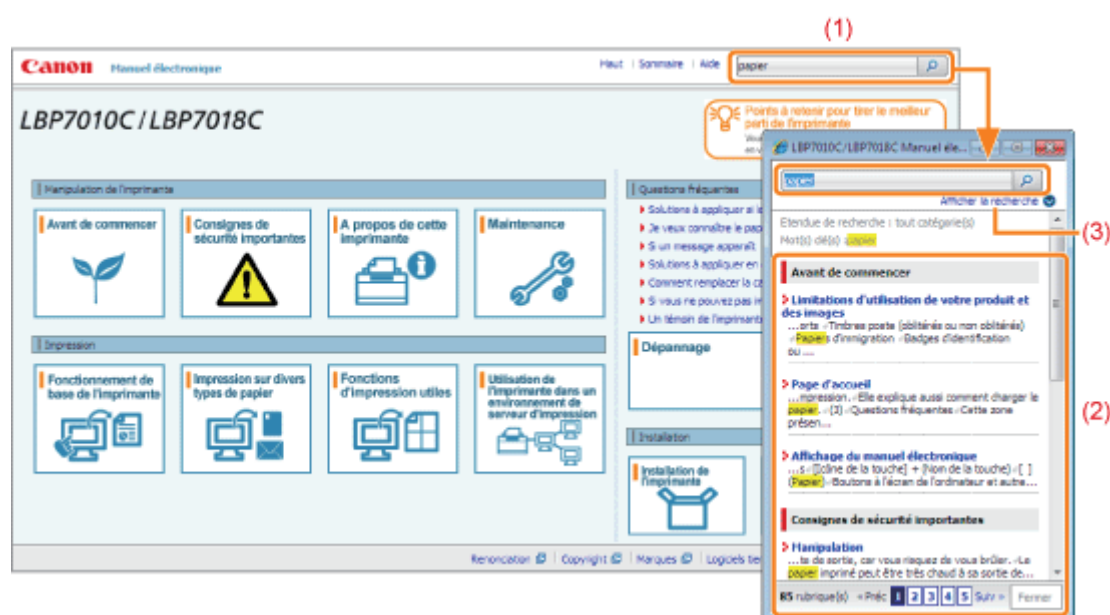 (1)
Canon Manuel électronique
Haut | Sommaire | Aide papier
LBP7010C / LBP7018C
Points à retenir pour tirer le meilleur
parti de l'imprimante
Manipulation de l'imprimante
Avant de commencer
Consignes de
sécurité importantes
A propos de cette
imprimante
Maintenance
Impression
Fonctionnement de
base de l'imprimante
Impression sur divers
types de papier
Fonctions
d'impression utiles
Utilisation de
l'imprimante dans un
environnement de
serveur d'impression
Questions fréquentes
Solutions à appliquer si le
Je veux connaître le pap
Si un message apparaît
Solutions à appliquer en
Comment remplacer la ca
Si vous ne pouvez pas im
Un témoin de l'imprimante
Dépannage
Installation
Installation de
l'imprimante
Renonciation | Copyright | Marques | Logiciels tie
LBP7010C/LBP7018C Manuel éle...
papier
Afficher la recherche
(3)
Etendue de recherche : tout catégorie(s)
Mot(s) clé(s) :papier
Avant de commencer
Limitations d'utilisation de votre produit et
des images
...orts -Timbres poste (oblitérés ou non oblitérés)
-Papiers d'immigration -Badges d'identification
ou ...
Page d'accueil
...mpression. -Elle explique aussi comment charger le
papier. -(3) -Questions fréquentes -Cette zone
présen...
(2)
Affichage du manuel électronique
...s -[Icône de la touche] + (Nom de la touche) -[ ]
(Papier) -Boutons à l'écran de l'ordinateur et autre...
Consignes de sécurité importantes
Manipulation
...te de sortie, car vous risquez de vous brûler. -Le
papier imprimé peut être très chaud à sa sortie de...
85 rubrique(s) « Préc 1 2 3 4 5 Suiv » Fermer